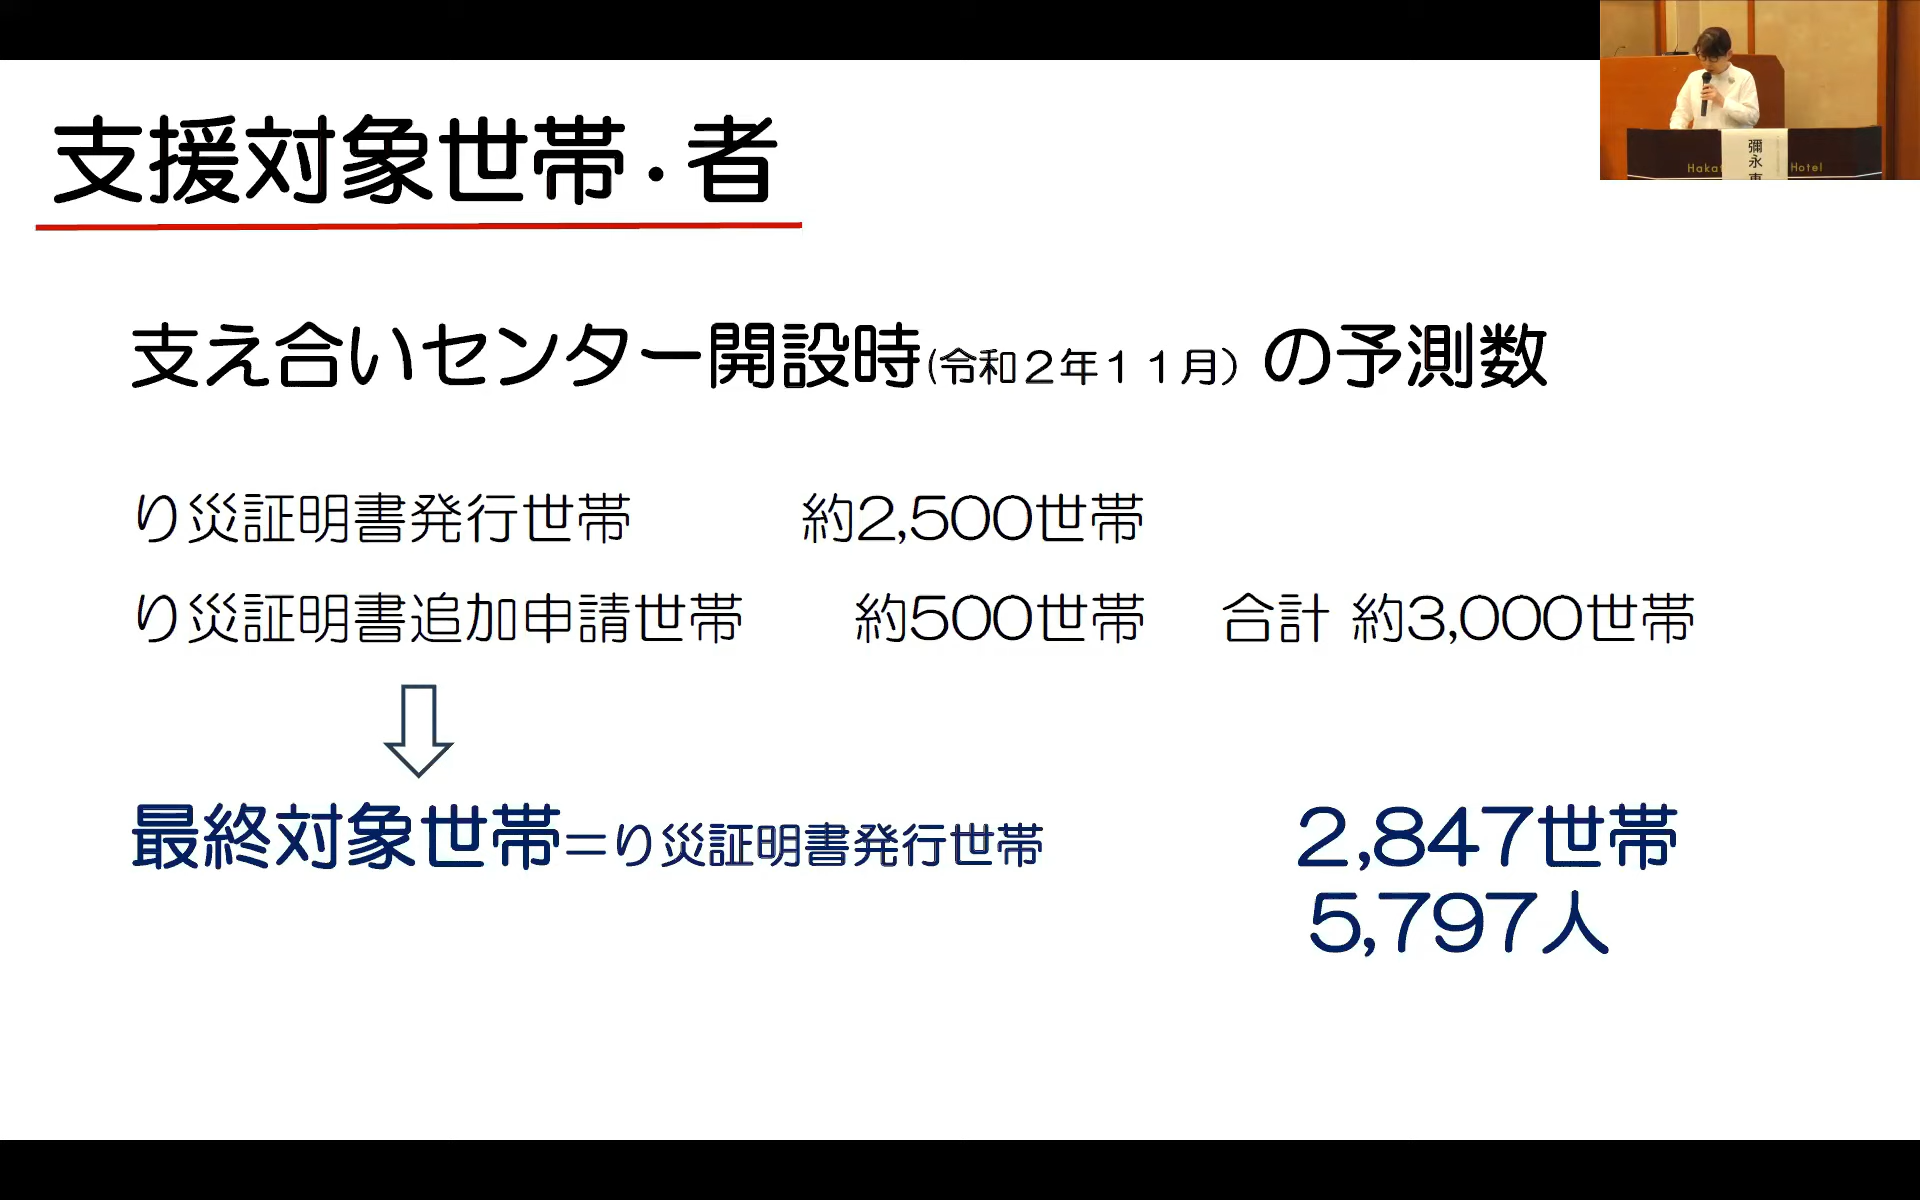 支援対象世帯・者
支え合いセンター開設時(令和２年１１月）の予測数
り災証明書発行世帯 約2,500世帯
り災証明書追加申請世帯 約500世帯 合計 約3,000世帯
最終対象世帯＝り災証明書発行世帯 2,847世帯
5,797人
彌永
Hotel